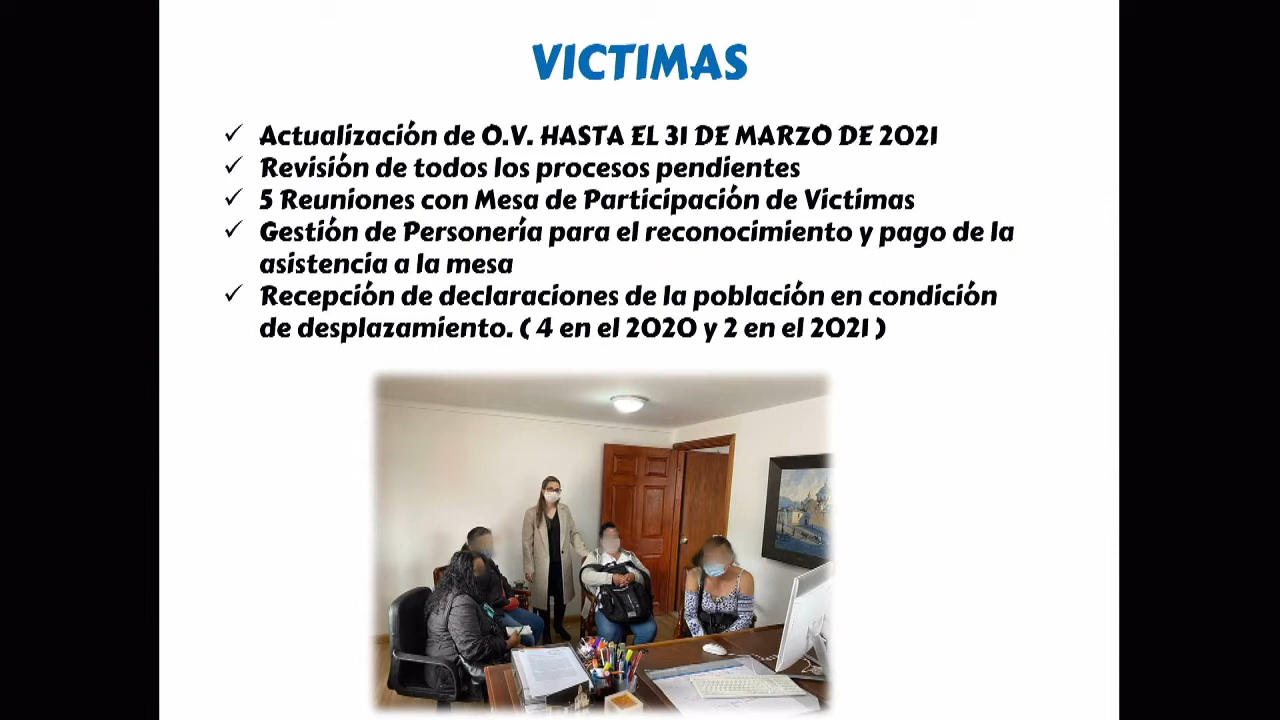 VICTIMAS
✓ Actualización de O.V. HASTA EL 31 DE MARZO DE 2021
✓ Revisión de todos los procesos pendientes
✓ 5 Reuniones con Mesa de Participación de Victimas
✓ Gestión de Personería para el reconocimiento y pago de la
asistencia a la mesa
✓ Recepción de declaraciones de la población en condición
de desplazamiento. ( 4 en el 2020 y 2 en el 2021 )